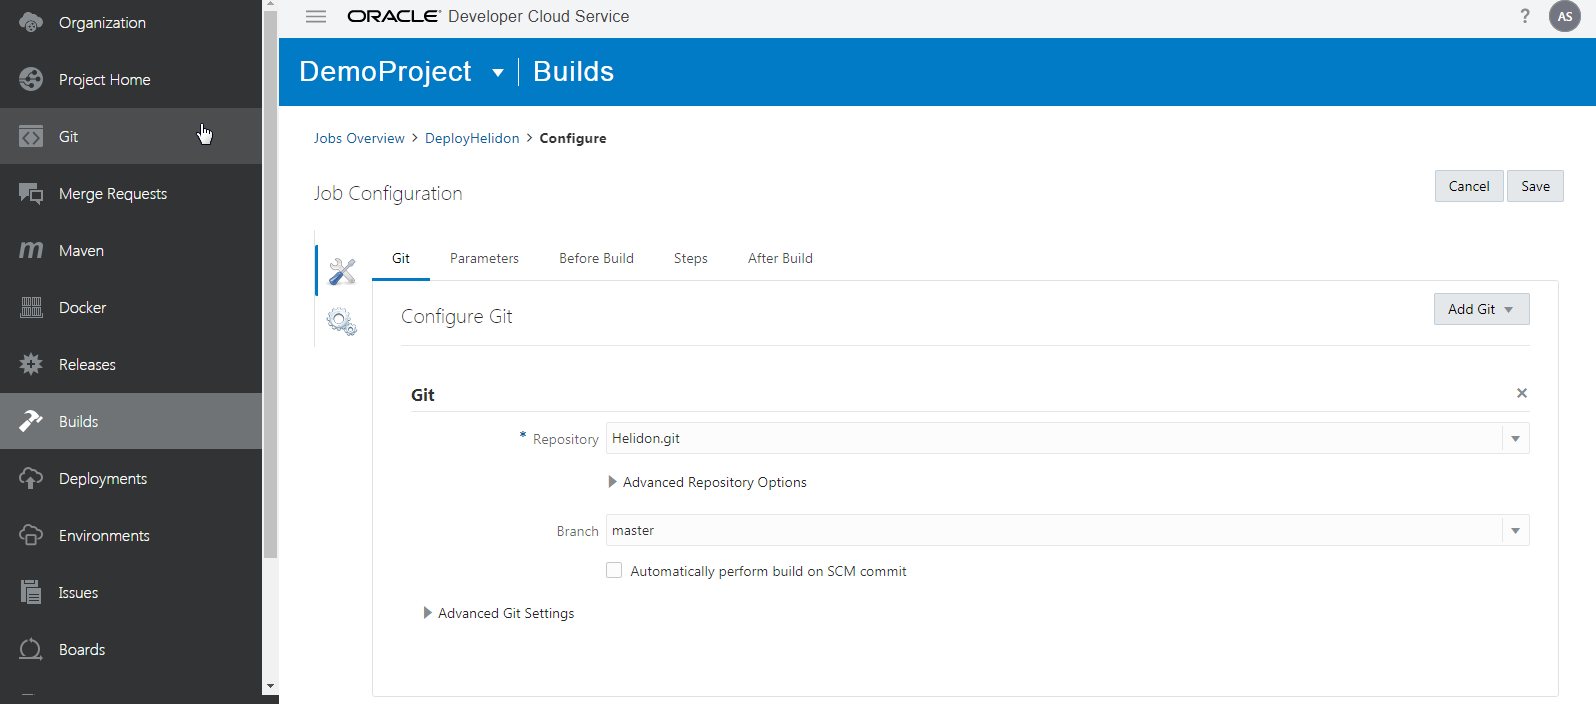 Organization
Project Home
Git
Merge Requests
Maven
Docker
Releases
Builds
Deployments
Environments
Issues
Boards
ORACLE® Developer Cloud Service
? AS
DemoProject Builds
Jobs Overview > DeployHelidon > Configure
Job Configuration
Cancel Save
Git Parameters Before Build Steps After Build
Configure Git
Add Git
Git
* Repository Helidon.git
Advanced Repository Options
Branch master
Automatically perform build on SCM commit
Advanced Git Settings